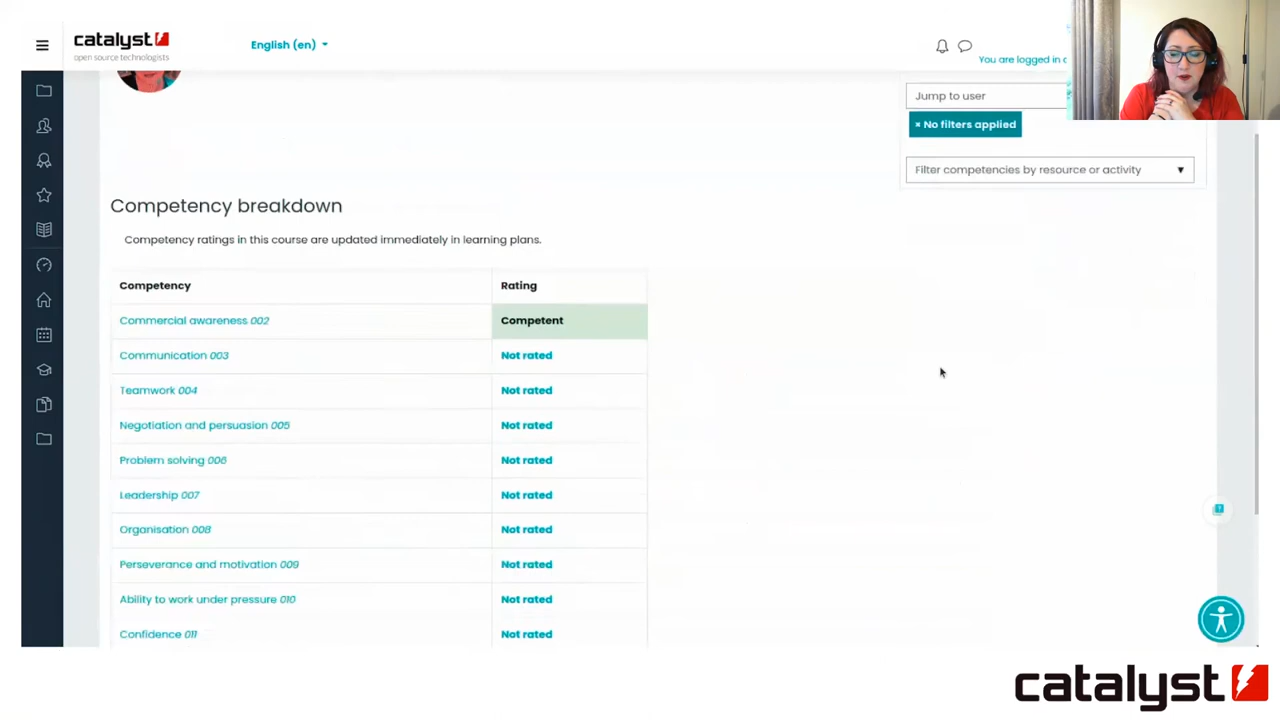 catalyst
open source technologists
English (en)
You are logged in
Jump to user
× No filters applied
Filter competencies by resource or activity
Competency breakdown
Competency ratings in this course are updated immediately in learning plans.
Competency Rating
Commercial awareness 002 Competent
Communication 003 Not rated
Teamwork 004 Not rated
Negotiation and persuasion 005 Not rated
Problem solving 006 Not rated
Leadership 007 Not rated
Organisation 008 Not rated
Perseverance and motivation 009 Not rated
Ability to work under pressure 010 Not rated
Confidence 011 Not rated
catalyst